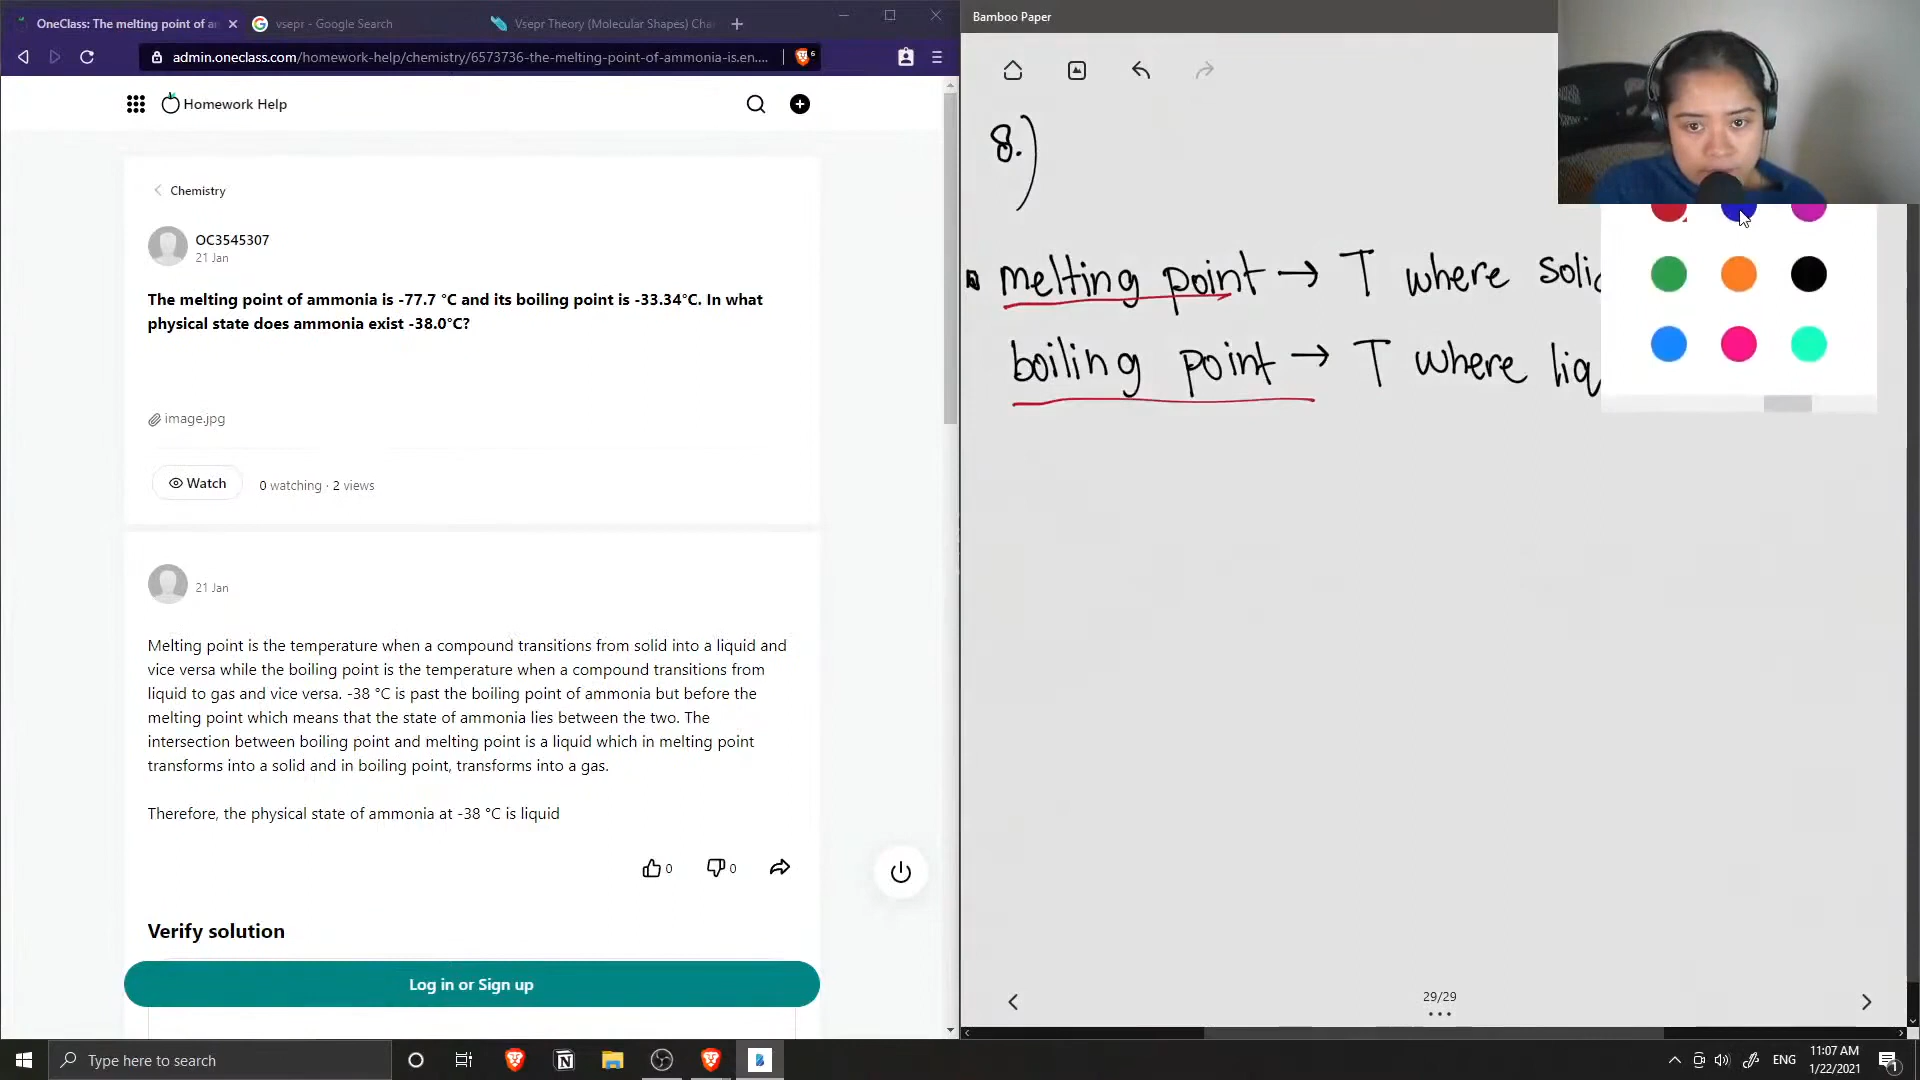 OneClass: The melting point of a
vsepr - Google Search
Vsepr Theory (Molecular Shapes) Cha
admin.oneclass.com/homework-help/chemistry/6573736-the-melting-point-of-ammonia-is.en....
6
Homework Help
Chemistry
OC3545307
21 Jan
The melting point of ammonia is -77.7 °C and its boiling point is -33.34°C. In what
physical state does ammonia exist -38.0°C?
image.jpg
Watch
0 watching · 2 views
21 Jan
Melting point is the temperature when a compound transitions from solid into a liquid and
vice versa while the boiling point is the temperature when a compound transitions from
liquid to gas and vice versa. -38 °C is past the boiling point of ammonia but before the
melting point which means that the state of ammonia lies between the two. The
intersection between boiling point and melting point is a liquid which in melting point
transforms into a solid and in boiling point, transforms into a gas.
Therefore, the physical state of ammonia at -38 °C is liquid
0
0
Verify solution
Log in or Sign up
Bamboo Paper
8.)
melting point → T where solid
boiling point → T where liq
29/29
Type here to search
ENG
11:07 AM
1/22/2021
1